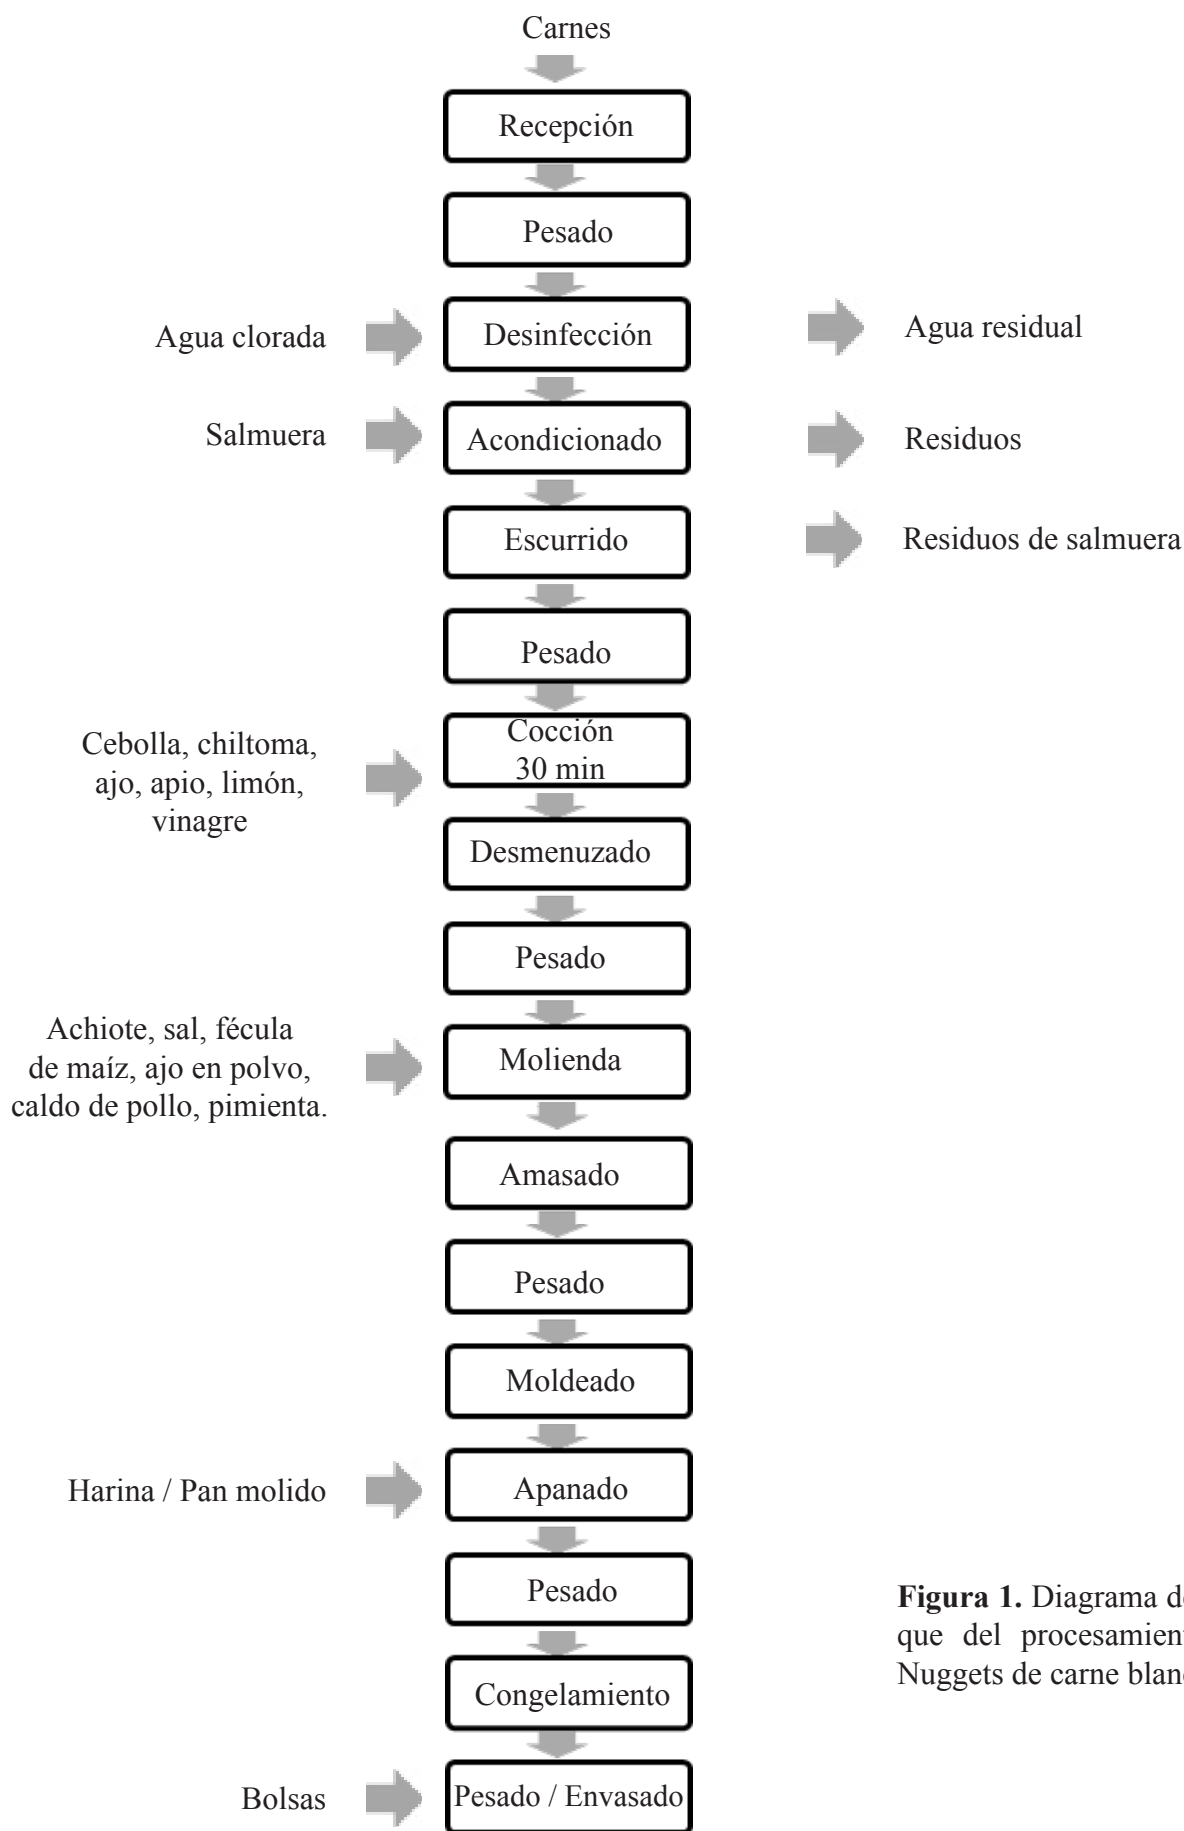 Carnes
Recepción
Pesado
Agua clorada
Desinfección
Agua residual
Salmuera
Acondicionado
Residuos
Escurrido
Residuos de salmuera
Pesado
Cebolla, chiltoma,
ajo, apio, limón,
vinagre
Cocción
30 min
Desmenuzado
Pesado
Achiote, sal, fécula
de maíz, ajo en polvo,
caldo de pollo, pimienta.
Molienda
Amasado
Pesado
Moldeado
Harina / Pan molido
Apanado
Pesado
Figura 1. Diagrama
que del procesamien
Nuggets de carne blan
Congelamiento
Bolsas
Pesado / Envasado